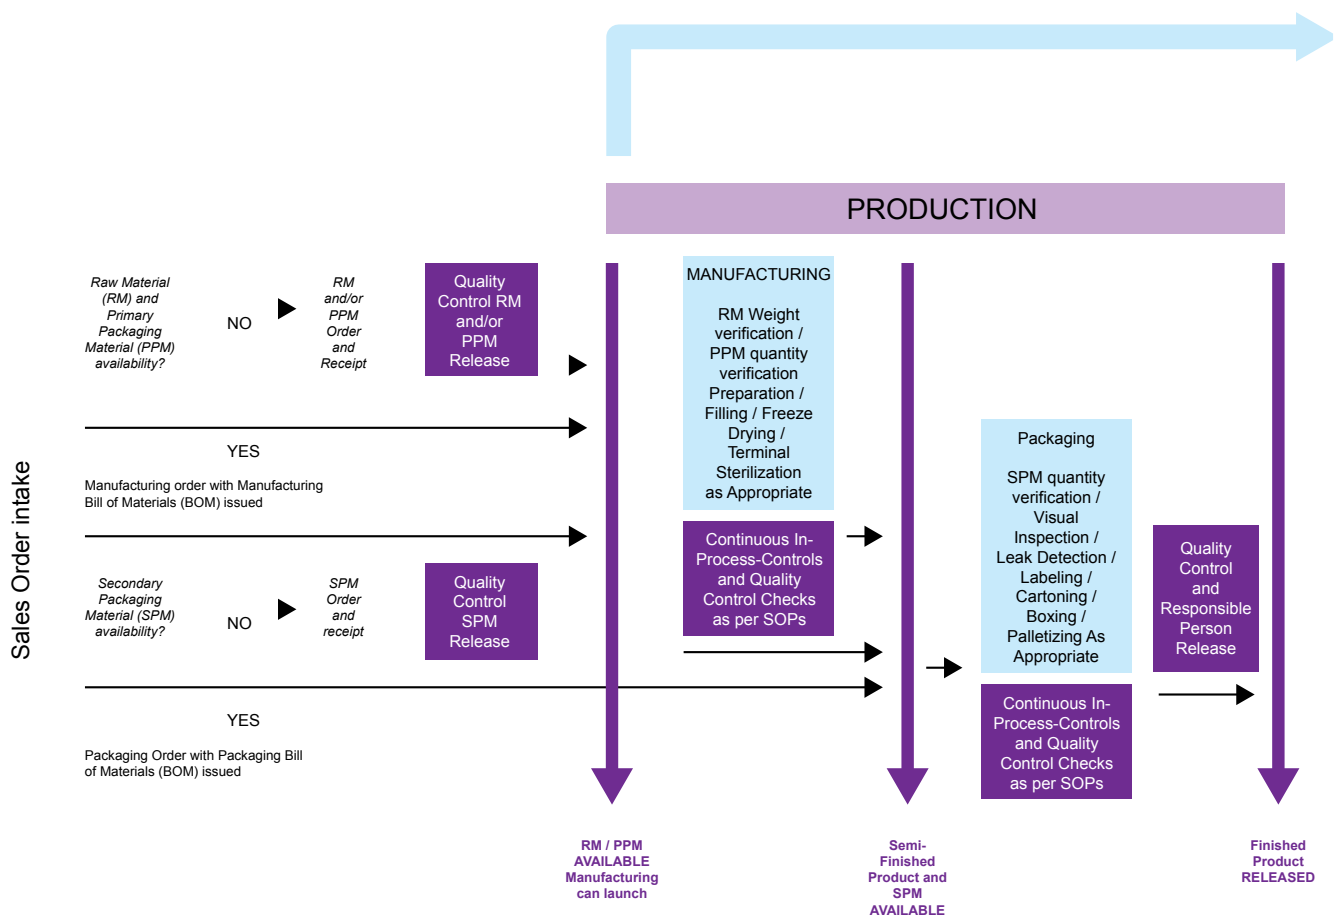 PRODUCTION
Sales Order intake
Raw Material
(RM) and
Primary
Packaging
Material (PPM)
availability?
NO
RM
and/or
PPM
Order
and
Receipt
Quality
Control RM
and/or
PPM
Release
YES
Manufacturing order with Manufacturing
Bill of Materials (BOM) issued
Secondary
Packaging
Material (SPM)
availability?
NO
SPM
Order
and
receipt
Quality
Control
SPM
Release
YES
Packaging Order with Packaging Bill
of Materials (BOM) issued
MANUFACTURING
RM Weight
verification /
PPM quantity
verification
Preparation /
Filling / Freeze
Drying /
Terminal
Sterilization
as Appropriate
Continuous In-
Process-Controls
and Quality
Control Checks
as per SOPs
Packaging
SPM quantity
verification /
Visual
Inspection /
Leak Detection /
Labeling /
Cartoning /
Boxing /
Palletizing As
Appropriate
Continuous In-
Process-Controls
and Quality
Control Checks
as per SOPs
Quality
Control
and
Responsible
Person
Release
RM / PPM
AVAILABLE
Manufacturing
can launch
Semi-
Finished
Product and
SPM
AVAILABLE
Finished
Product
RELEASED